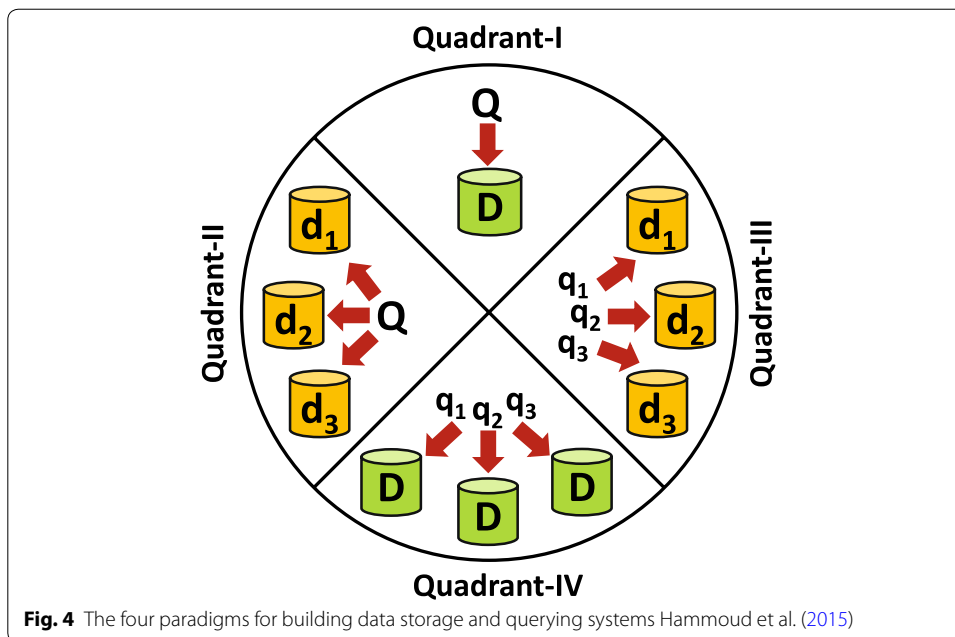 Quadrant-I
Q
D
Quadrant-II
d1
d2
d3
Q
Quadrant-III
q1
q2
q3
d1
d2
d3
q1 q2 q3
D D D
Quadrant-IV
Fig. 4 The four paradigms for building data storage and querying systems Hammoud et al. (2015)